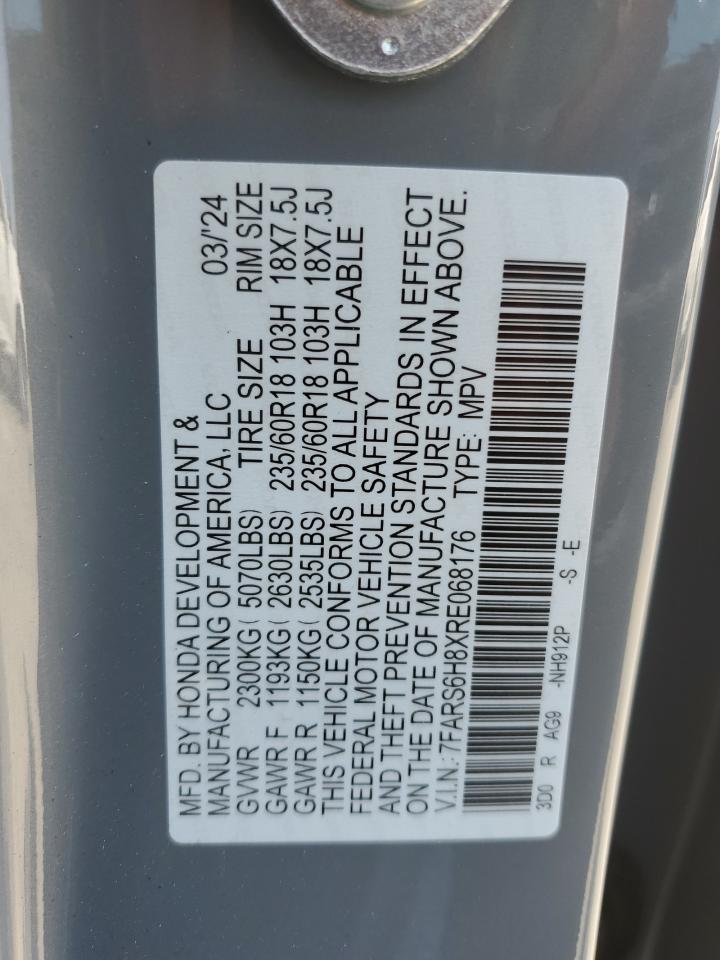 MFD. BY HONDA DEVELOPMENT &
MANUFACTURING OF AMERICA, LLC 03/'24
GVWR 2300KG( 5070LBS) TIRE SIZE RIM SIZE
GAWR F 1193KG( 2630LBS) 235/60R18 103H 18X7.5J
GAWR R 1150KG( 2535LBS) 235/60R18 103H 18X7.5J
THIS VEHICLE CONFORMS TO ALL APPLICABLE
FEDERAL MOTOR VEHICLE SAFETY
AND THEFT PREVENTION STANDARDS IN EFFECT
ON THE DATE OF MANUFACTURE SHOWN ABOVE.
V.I.N.: 7FARS6H8XRE068176 TYPE: MPV
3D0 R AG9 -NH912P -S -E